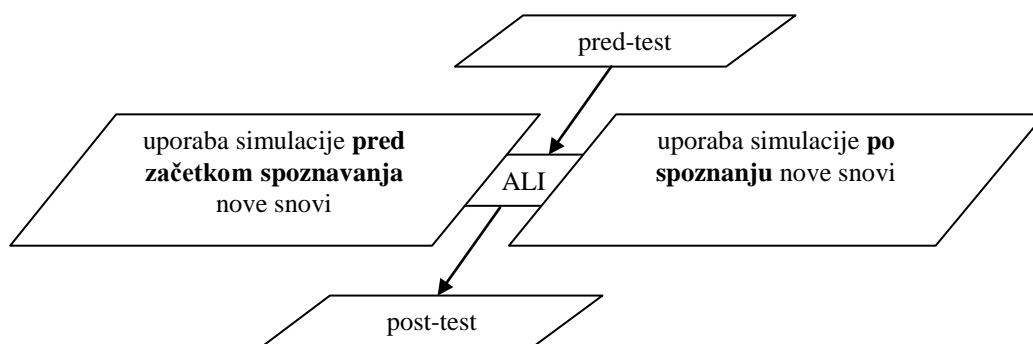 pred-test
uporaba simulacije pred
začetkom spoznavanja
nove snovi
ALI
uporaba simulacije po
spoznanju nove snovi
post-test